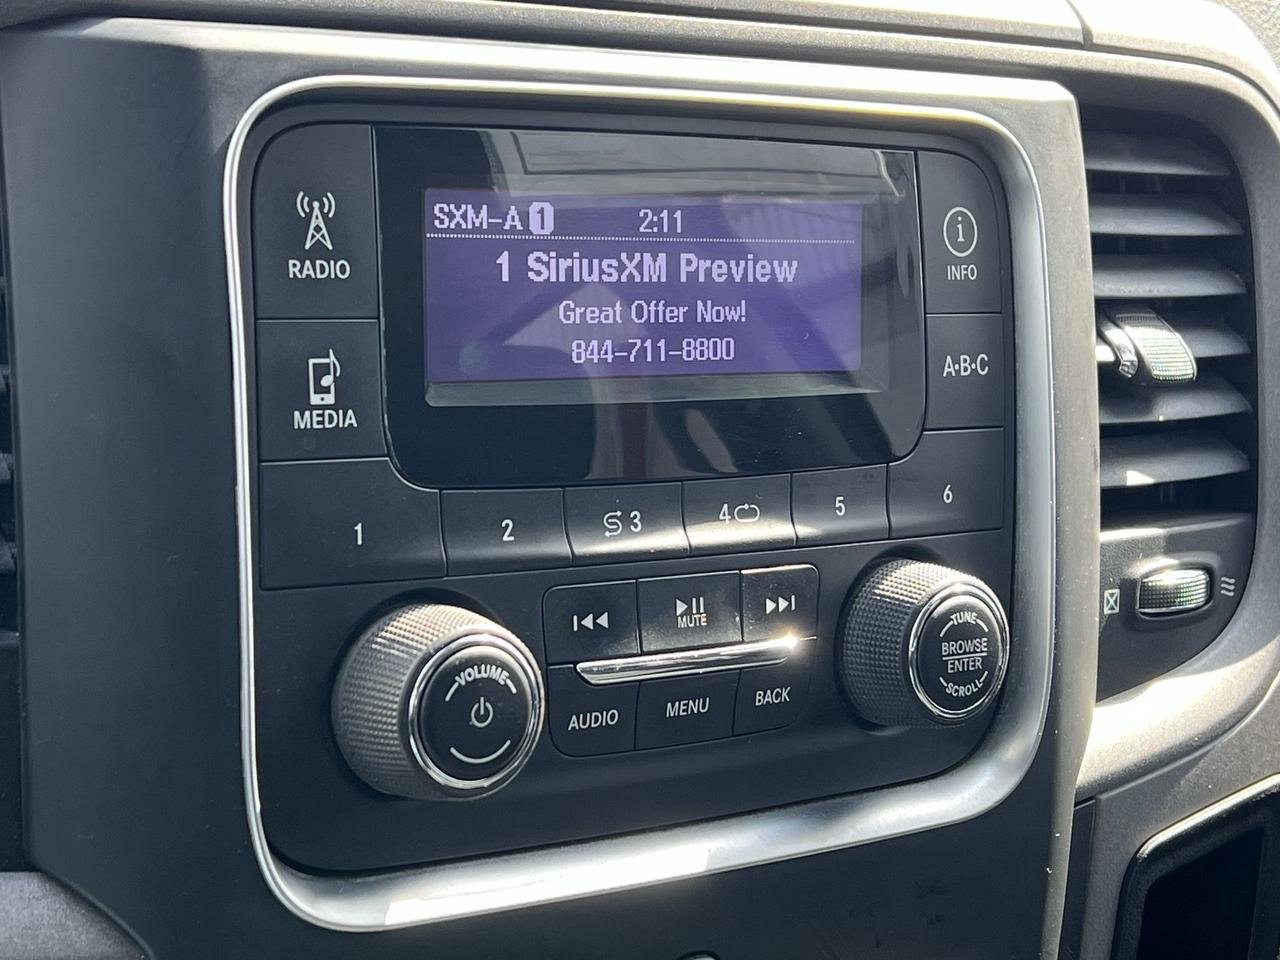 SXM-A 1 2:11
1 SiriusXM Preview
Great Offer Now!
844-711-8800
RADIO
MEDIA
i
INFO
A·B·C
1 2 3 4 5 6
VOLUME
MUTE
AUDIO MENU BACK
TUNE
BROWSE
ENTER
SCROLL